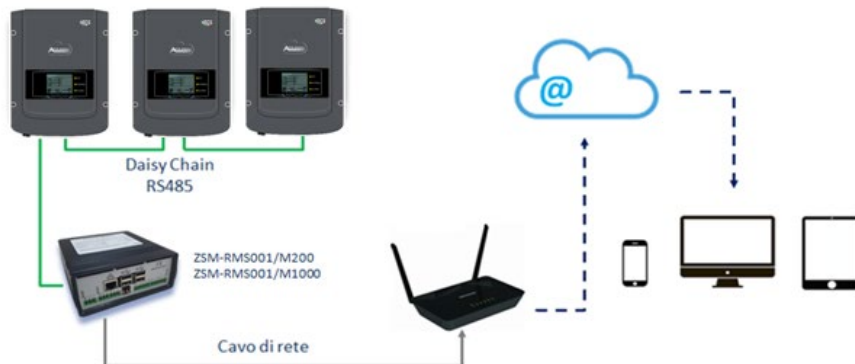 Daisy Chain
RS485
@
ZSM-RMS001/M200
ZSM-RMS001/M1000
Cavo di rete